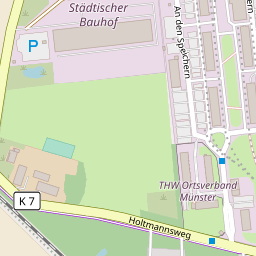 Städtischer
Bauhof
P
An den Speichern
THW Ortsverband
Münster
K 7
Holtmannsweg